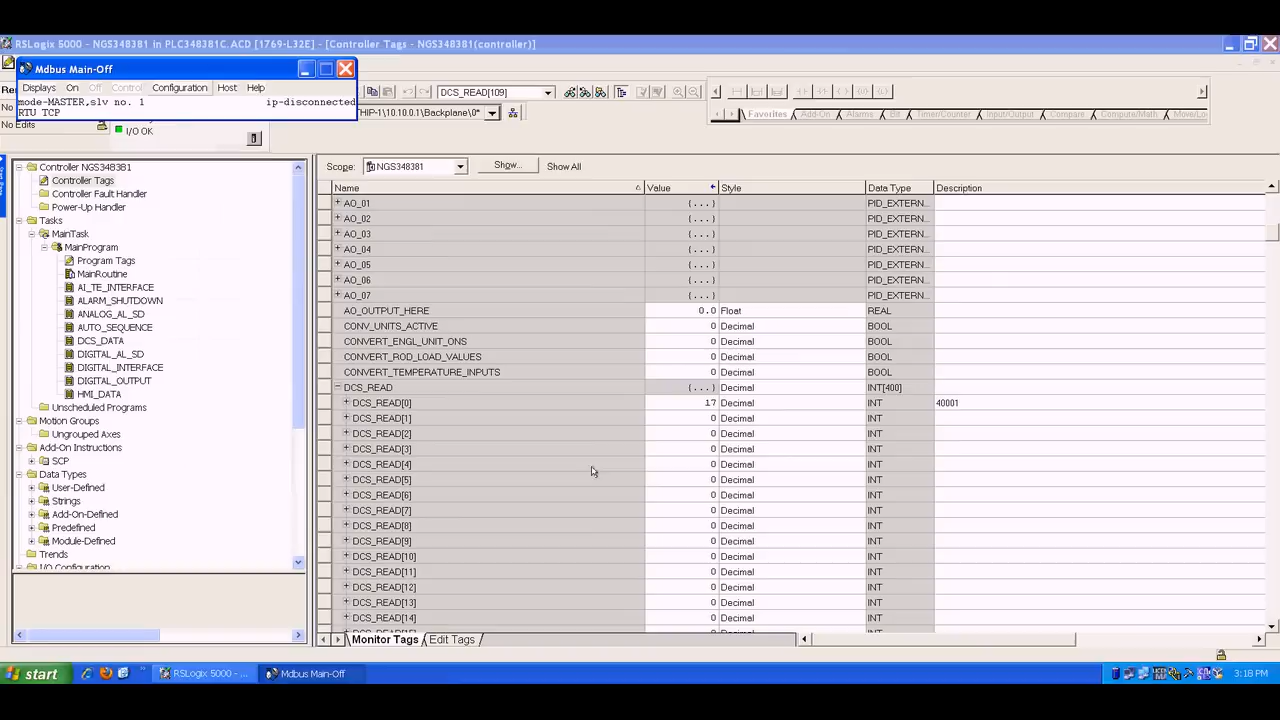 RSLogix 5000 - NGS348381 in PLC348381C.ACD [1769-L32E] - [Controller Tags - NGS348381(controller)]
Mdbus Main-Off
Displays On Off Control Configuration Host Help
mode-MASTER,slv no. 1 ip-disconnected
RTU TCP
DCS_READ[109]
THIP-1\10.10.0.1\Backplane\0*
No Edits
I/O OK
Favorites Add-On Alarms Bit Timer/Counter Input/Output Compare Compute/Math Move/Lo
Controller NGS348381
Controller Tags
Controller Fault Handler
Power-Up Handler
Tasks
MainTask
MainProgram
Program Tags
MainRoutine
AI_TE_INTERFACE
ALARM_SHUTDOWN
ANALOG_AL_SD
AUTO_SEQUENCE
DCS_DATA
DIGITAL_AL_SD
DIGITAL_INTERFACE
DIGITAL_OUTPUT
HMI_DATA
Unscheduled Programs
Motion Groups
Ungrouped Axes
Add-On Instructions
SCP
Data Types
User-Defined
Strings
Add-On-Defined
Predefined
Module-Defined
Trends
I/O Configuration
Scope: NGS348381 Show... Show All
Name Value Style Data Type Description
AO_01 {...} PID_EXTERN...
AO_02 {...} PID_EXTERN...
AO_03 {...} PID_EXTERN...
AO_04 {...} PID_EXTERN...
AO_05 {...} PID_EXTERN...
AO_06 {...} PID_EXTERN...
AO_07 {...} PID_EXTERN...
AO_OUTPUT_HERE 0.0 Float REAL
CONV_UNITS_ACTIVE 0 Decimal BOOL
CONVERT_ENGL_UNIT_ONS 0 Decimal BOOL
CONVERT_ROD_LOAD_VALUES 0 Decimal BOOL
CONVERT_TEMPERATURE_INPUTS 0 Decimal BOOL
DCS_READ {...} Decimal INT[400]
DCS_READ[0] 17 Decimal INT 40001
DCS_READ[1] 0 Decimal INT
DCS_READ[2] 0 Decimal INT
DCS_READ[3] 0 Decimal INT
DCS_READ[4] 0 Decimal INT
DCS_READ[5] 0 Decimal INT
DCS_READ[6] 0 Decimal INT
DCS_READ[7] 0 Decimal INT
DCS_READ[8] 0 Decimal INT
DCS_READ[9] 0 Decimal INT
DCS_READ[10] 0 Decimal INT
DCS_READ[11] 0 Decimal INT
DCS_READ[12] 0 Decimal INT
DCS_READ[13] 0 Decimal INT
DCS_READ[14] 0 Decimal INT
Monitor Tags Edit Tags
start RSLogix 5000 - ... Mdbus Main-Off 3:18 PM